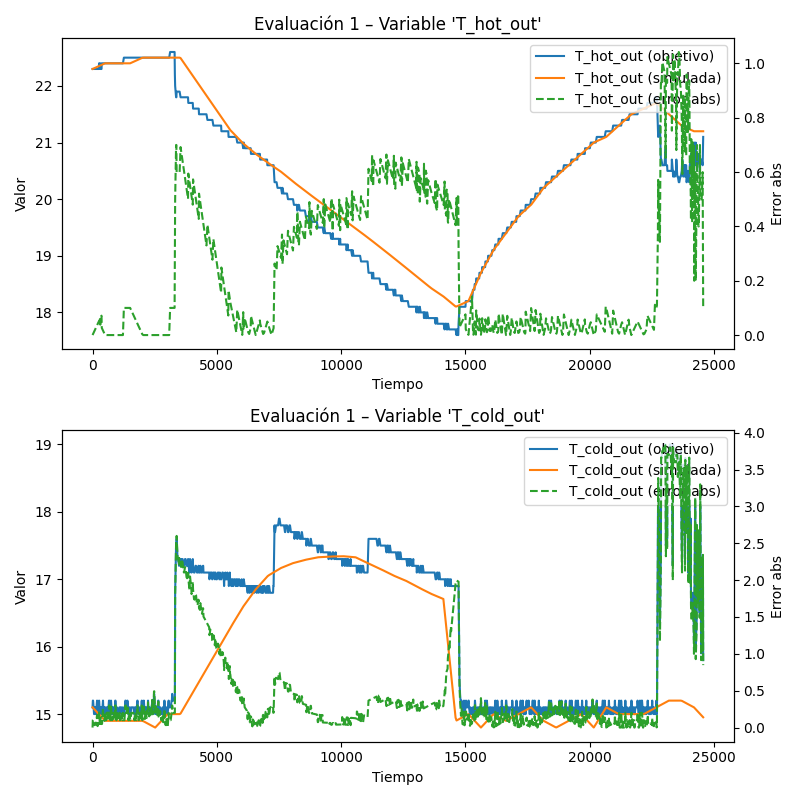 Evaluación 1 – Variable 'T_hot_out'
T_hot_out (objetivo)
T_hot_out (simulada)
T_hot_out (error abs)
Valor
22
21
20
19
18
1.0
0.8
0.6
0.4
0.2
0.0
Error abs
0 5000 10000 15000 20000 25000
Tiempo
Evaluación 1 – Variable 'T_cold_out'
T_cold_out (objetivo)
T_cold_out (simulada)
T_cold_out (error abs)
Valor
19
18
17
16
15
4.0
3.5
3.0
2.5
2.0
1.5
1.0
0.5
0.0
Error abs
0 5000 10000 15000 20000 25000
Tiempo